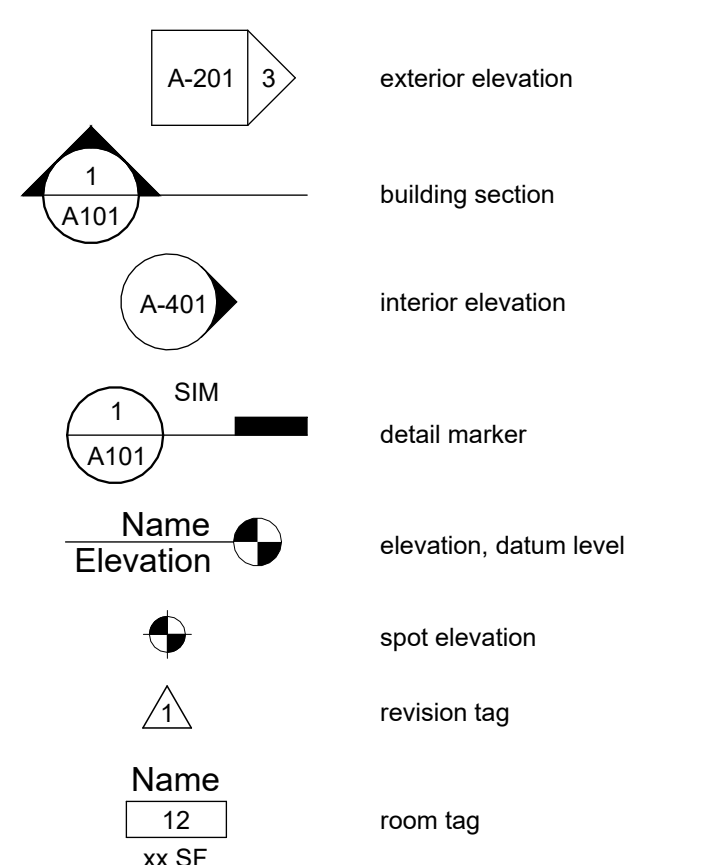 A-201 3 exterior elevation
1
A101
building section
A-401 interior elevation
SIM
1
A101
detail marker
Name
Elevation
elevation, datum level
spot elevation
1 revision tag
Name
12 room tag
xx SF